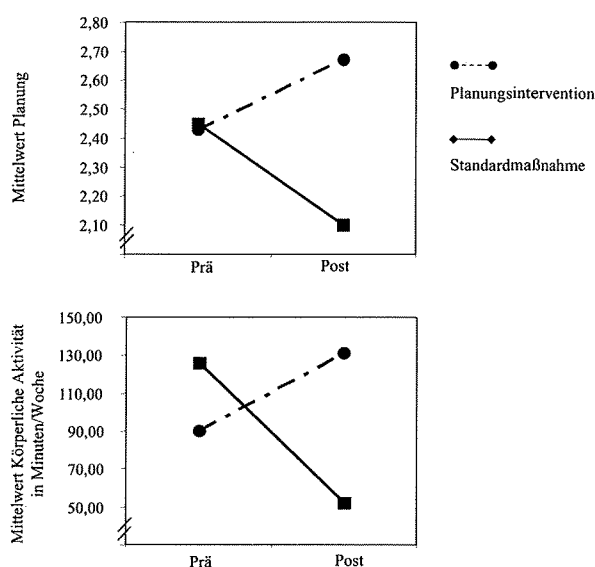 2,80
2,70
2,60
2,40
2,30
2,20
2,10
Mittelwert Planung
Prä
Post
Planungsintervention
Standardmaßnahme
150,00
130,00
110,00
90,00
70,00
50,00
Mittelwert Körperliche Aktivität
in Minuten/Woche
Prä
Post